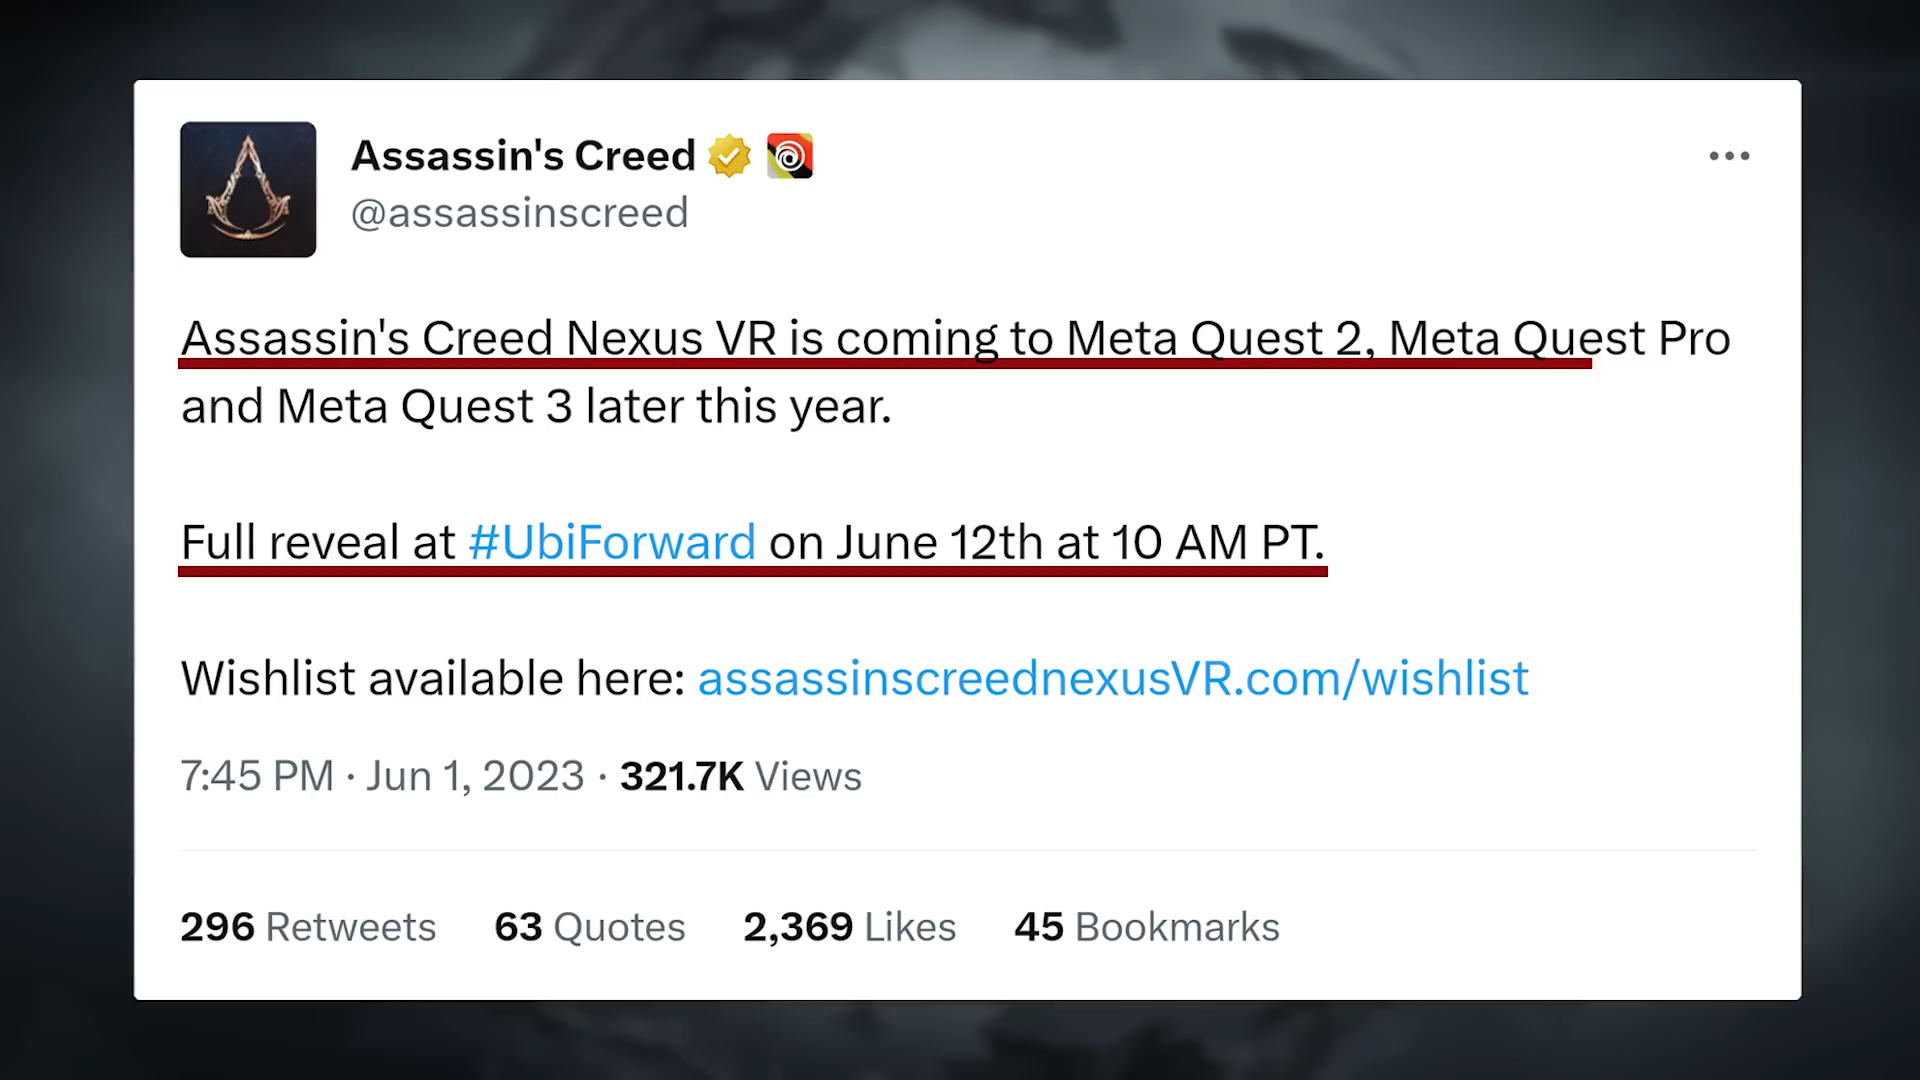 Assassin's Creed
@assassinscreed
Assassin's Creed Nexus VR is coming to Meta Quest 2, Meta Quest Pro
and Meta Quest 3 later this year.
Full reveal at #UbiForward on June 12th at 10 AM PT.
Wishlist available here: assassinscreednexusVR.com/wishlist
7:45 PM · Jun 1, 2023 · 321.7K Views
296 Retweets 63 Quotes 2,369 Likes 45 Bookmarks